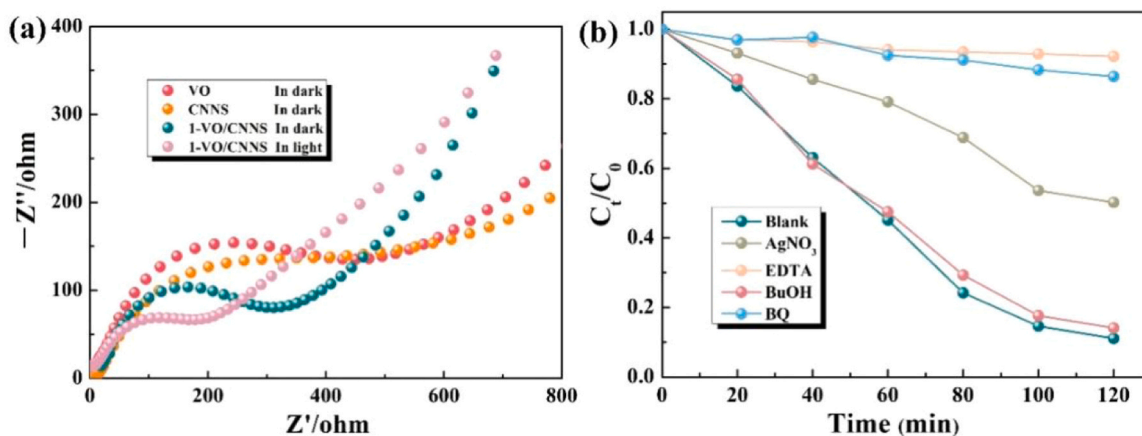 (a)
400
300
200
100
0
−Z''/ohm
VO In dark
CNNS In dark
1-VO/CNNS In dark
1-VO/CNNS In light
0 200 400 600 800
Z'/ohm
(b)
1.0
0.8
0.6
0.4
0.2
0.0
Cₜ/C₀
Blank
AgNO₃
EDTA
BuOH
BQ
0 20 40 60 80 100 120
Time (min)